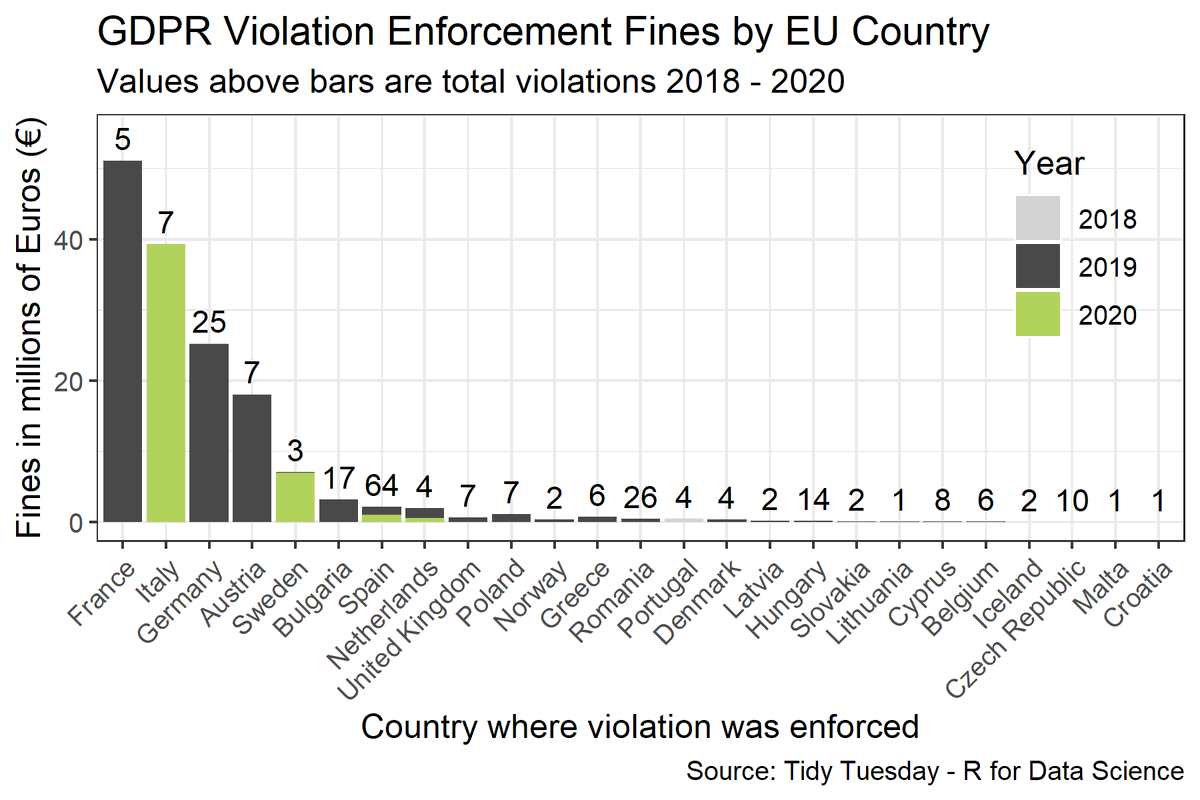 GDPR Violation Enforcement Fines by EU Country
Values above bars are total violations 2018 - 2020
Fines in millions of Euros (€)
40
20
0
5
7
25
7
3
17
64
4
7
7
2
6
26
4
4
2
14
2
1
8
6
2
10
1
1
Year
2018
2019
2020
France
Italy
Germany
Austria
Sweden
Bulgaria
Spain
Netherlands
United Kingdom
Poland
Norway
Greece
Romania
Portugal
Denmark
Latvia
Hungary
Slovakia
Lithuania
Cyprus
Belgium
Iceland
Czech Republic
Malta
Croatia
Country where violation was enforced
Source: Tidy Tuesday - R for Data Science